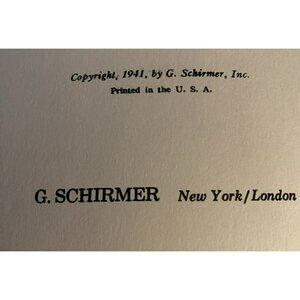 Copyright, 1941, by G. Schirmer, Inc.
Printed in the U. S. A.
G. SCHIRMER New York/London